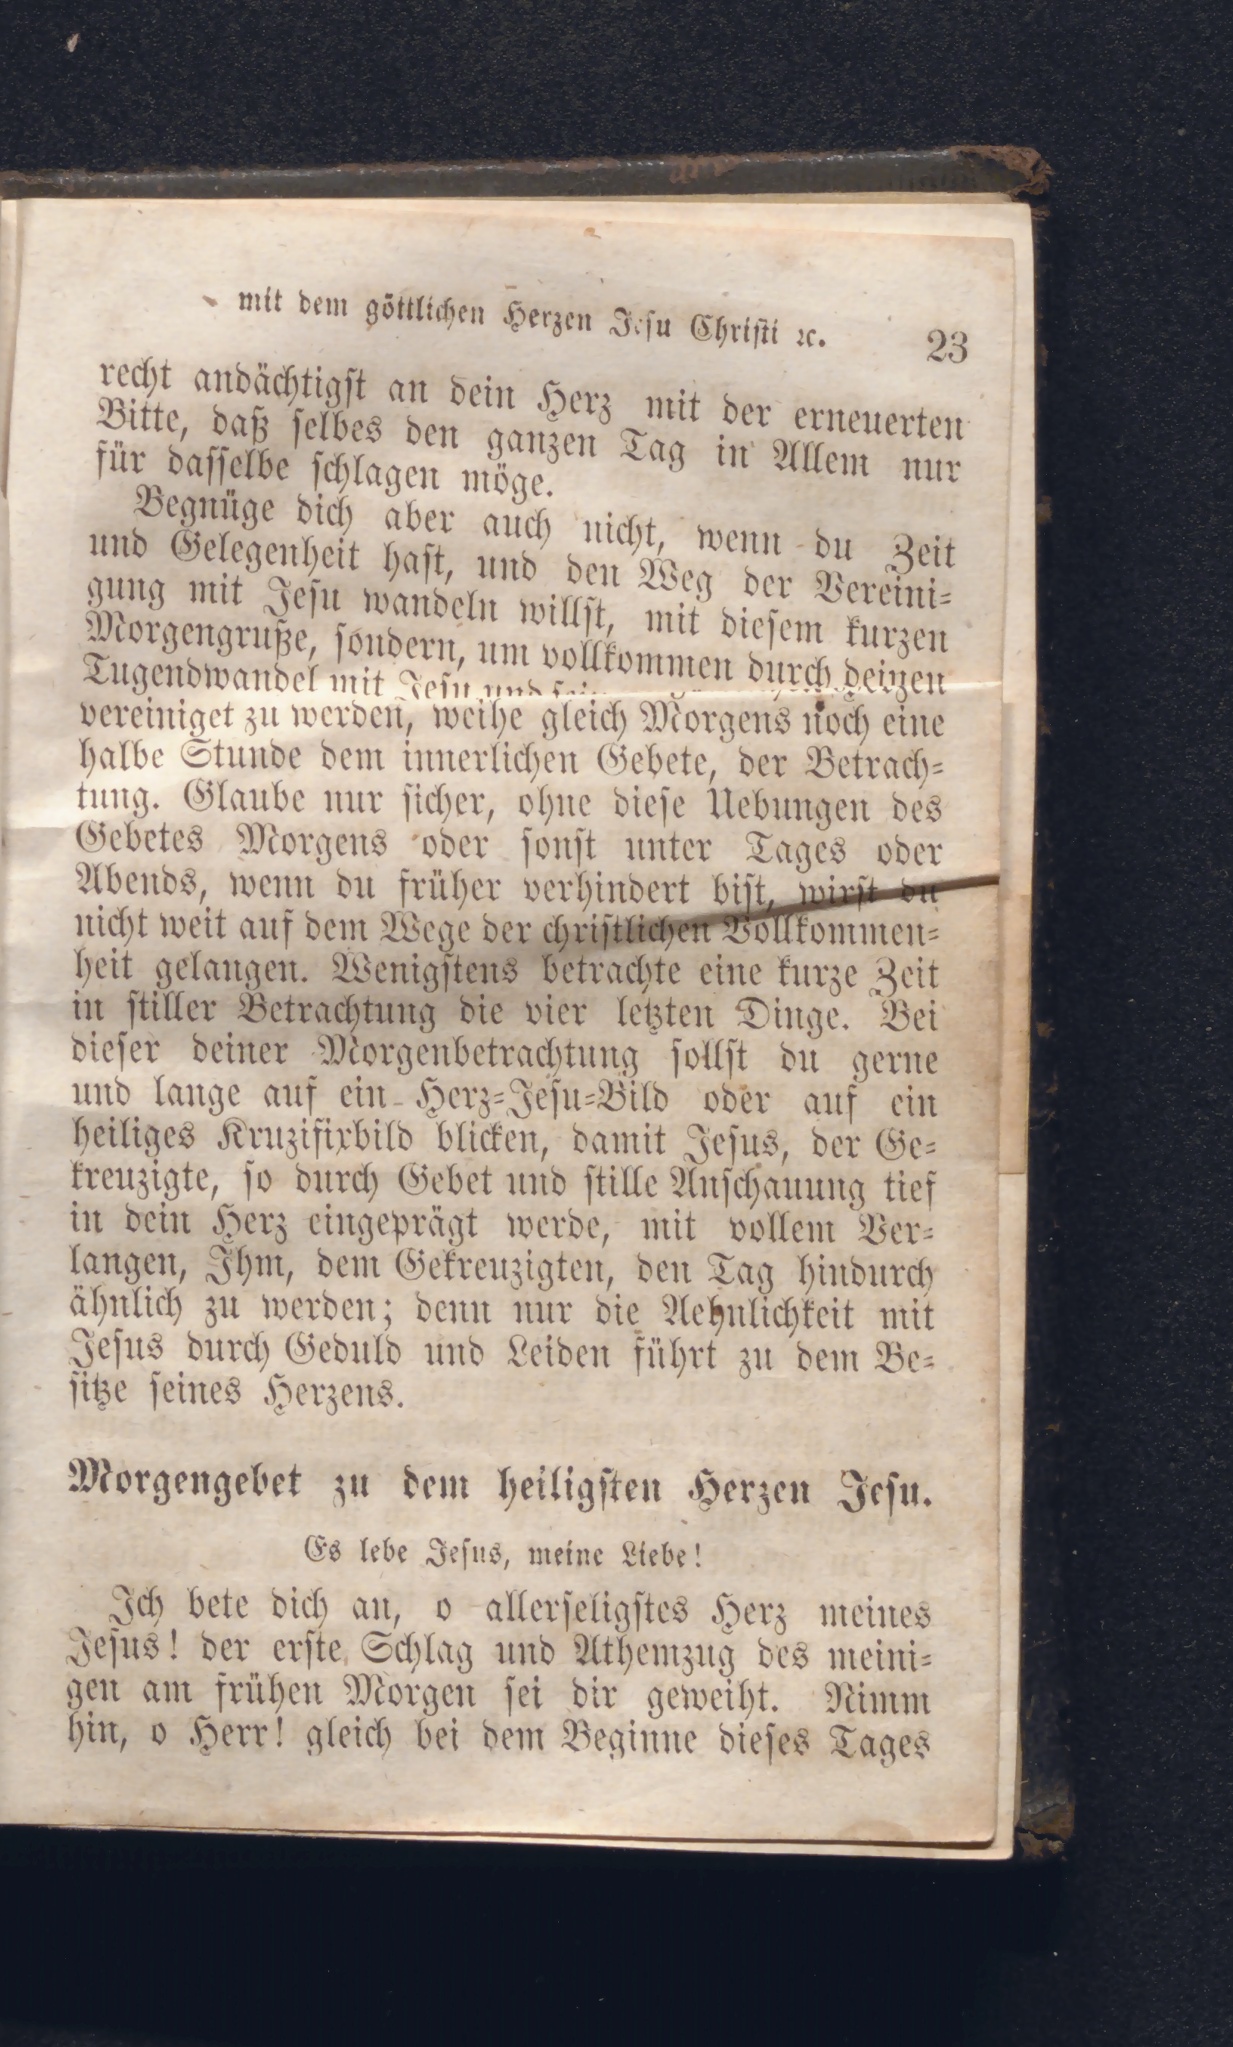 mit dem göttlichen Herzen Jesu Christi ꝛc. 23
recht andächtigst an dein Herz mit der erneuerten
Bitte, daß selbes den ganzen Tag in Allem nur
für dasselbe schlagen möge.
Begnüge dich aber auch nicht, wenn du Zeit
und Gelegenheit hast, und den Weg der Vereini-
gung mit Jesu wandeln willst, mit diesem kurzen
Morgengruße, sondern, um vollkommen durch deinen
Tugendwandel mit Jesu und
vereiniget zu werden, weihe gleich Morgens noch eine
halbe Stunde dem innerlichen Gebete, der Betrach-
tung. Glaube nur sicher, ohne diese Uebungen des
Gebetes Morgens oder sonst unter Tages oder
Abends, wenn du früher verhindert bist, wirst du
nicht weit auf dem Wege der christlichen Vollkommen-
heit gelangen. Wenigstens betrachte eine kurze Zeit
in stiller Betrachtung die vier letzten Dinge. Bei
dieser deiner Morgenbetrachtung sollst du gerne
und lange auf ein Herz-Jesu-Bild oder auf ein
heiliges Kruzifixbild blicken, damit Jesus, der Ge-
kreuzigte, so durch Gebet und stille Anschauung tief
in dein Herz eingeprägt werde, mit vollem Ver-
langen, Ihm, dem Gekreuzigten, den Tag hindurch
ähnlich zu werden; denn nur die Aehnlichkeit mit
Jesus durch Geduld und Leiden führt zu dem Be-
sitze seines Herzens.
Morgengebet zu dem heiligsten Herzen Jesu.
Es lebe Jesus, meine Liebe!
Ich bete dich an, o allerseligstes Herz meines
Jesus! der erste Schlag und Athemzug des meini-
gen am frühen Morgen sei dir geweiht. Nimm
hin, o Herr! gleich bei dem Beginne dieses Tages